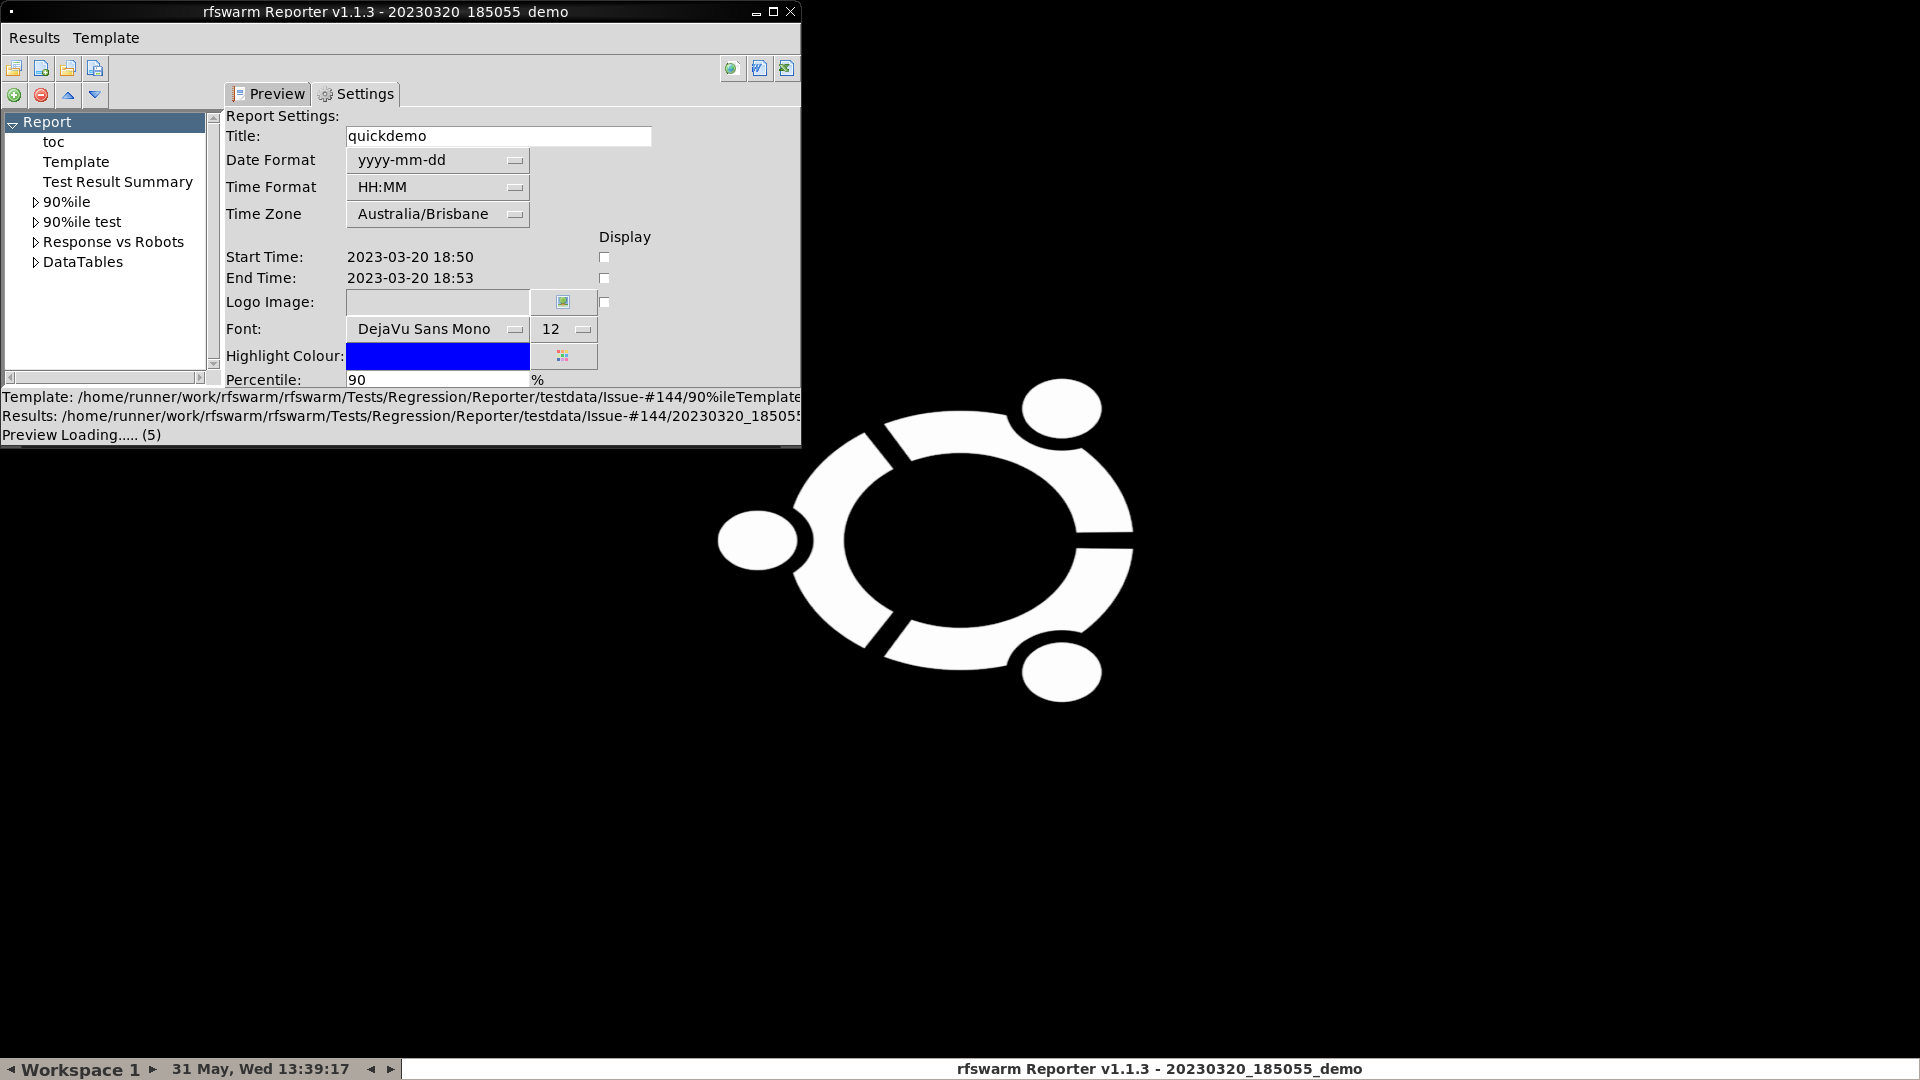 rfswarm Reporter v1.1.3 - 20230320_185055_demo
Results Template
Preview Settings
Report
toc
Template
Test Result Summary
90%ile
90%ile test
Response vs Robots
DataTables
Report Settings:
Title: quickdemo
Date Format yyyy-mm-dd
Time Format HH:MM
Time Zone Australia/Brisbane
Display
Start Time: 2023-03-20 18:50
End Time: 2023-03-20 18:53
Logo Image:
Font: DejaVu Sans Mono 12
Highlight Colour:
Percentile: 90 %
Template: /home/runner/work/rfswarm/rfswarm/Tests/Regression/Reporter/testdata/Issue-#144/90%ileTemplate
Results: /home/runner/work/rfswarm/rfswarm/Tests/Regression/Reporter/testdata/Issue-#144/20230320_185055
Preview Loading..... (5)
Workspace 1 31 May, Wed 13:39:17 rfswarm Reporter v1.1.3 - 20230320_185055_demo